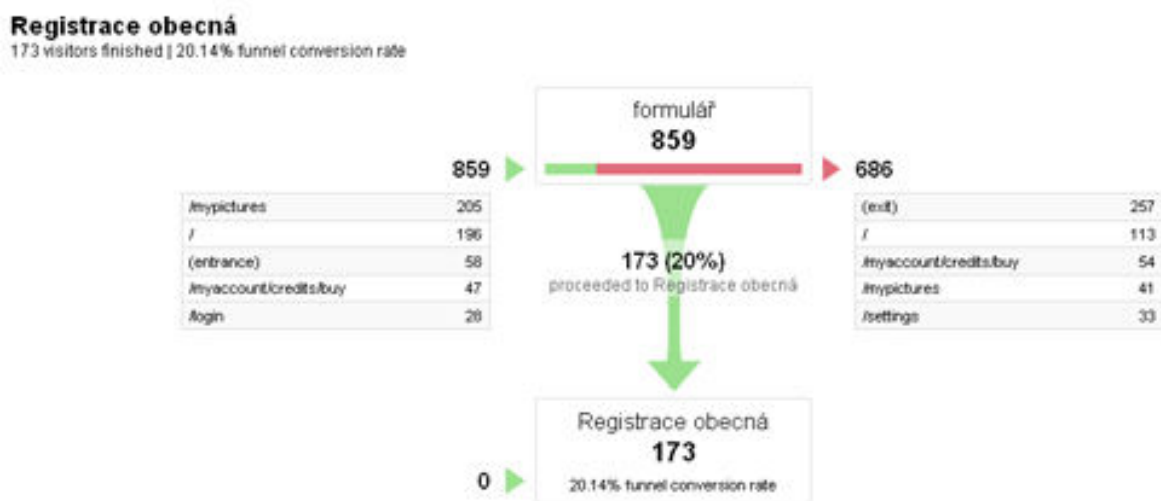 Registrace obecná
173 visitors finished | 20.14% funnel conversion rate
formulář
859
859
686
/mypictures 205
/ 196
(entrance) 58
/myaccount/credits/buy 47
/login 28
(exit) 257
/ 113
/myaccount/credits/buy 54
/mypictures 41
/settings 33
173 (20%)
proceeded to Registrace obecná
Registrace obecná
173
0
20.14% funnel conversion rate